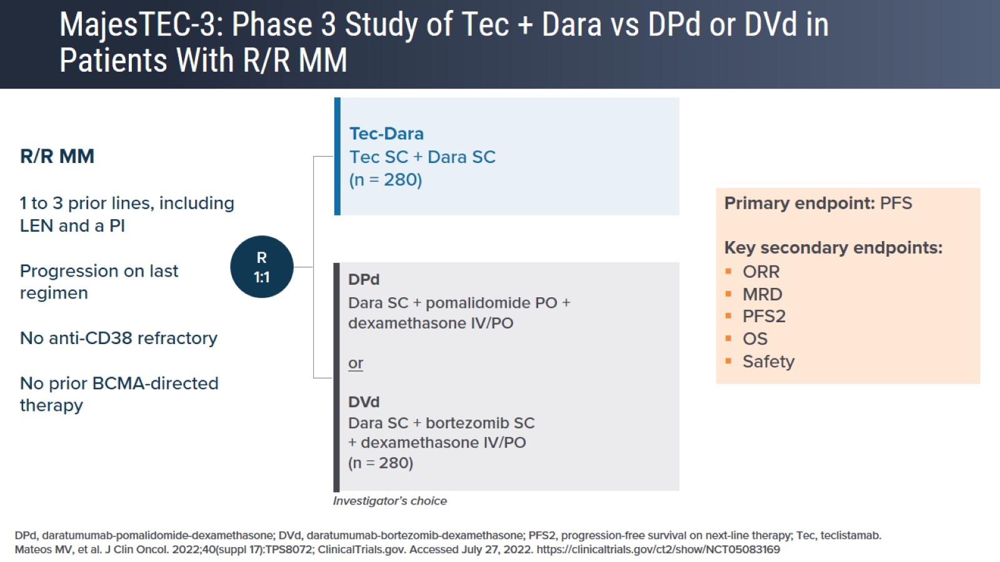 MajesTEC-3: Phase 3 Study of Tec + Dara vs DPd or DVd in
Patients With R/R MM
R/R MM
1 to 3 prior lines, including
LEN and a PI
Progression on last
regimen
No anti-CD38 refractory
No prior BCMA-directed
therapy
R
1:1
Tec-Dara
Tec SC + Dara SC
(n = 280)
DPd
Dara SC + pomalidomide PO +
dexamethasone IV/PO
or
DVd
Dara SC + bortezomib SC
+ dexamethasone IV/PO
(n = 280)
Investigator's choice
Primary endpoint: PFS
Key secondary endpoints:
▪ ORR
▪ MRD
▪ PFS2
▪ OS
▪ Safety
DPd, daratumumab-pomalidomide-dexamethasone; DVd, daratumumab-bortezomib-dexamethasone; PFS2, progression-free survival on next-line therapy; Tec, teclistamab.
Mateos MV, et al. J Clin Oncol. 2022;40(suppl 17):TPS8072; ClinicalTrials.gov. Accessed July 27, 2022. https://clinicaltrials.gov/ct2/show/NCT05083169